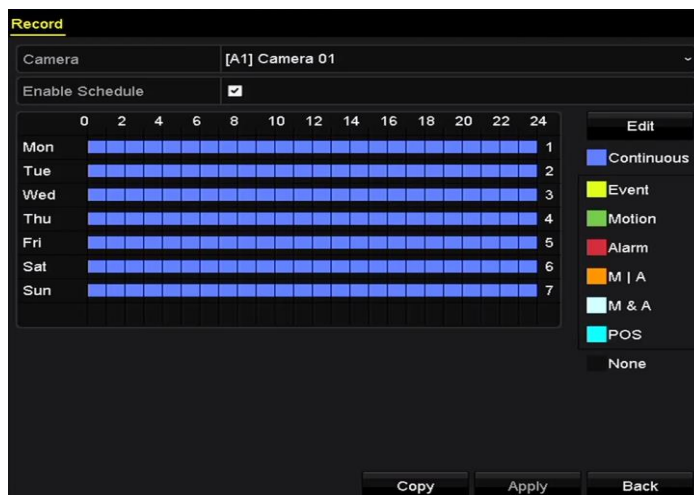 Record
Camera [A1] Camera 01
Enable Schedule
0 2 4 6 8 10 12 14 16 18 20 22 24
Edit
Mon 1
Continuous
Tue 2
Event
Wed 3
Thu 4
Motion
Fri 5
Alarm
Sat 6
M | A
Sun 7
M & A
POS
None
Copy Apply Back